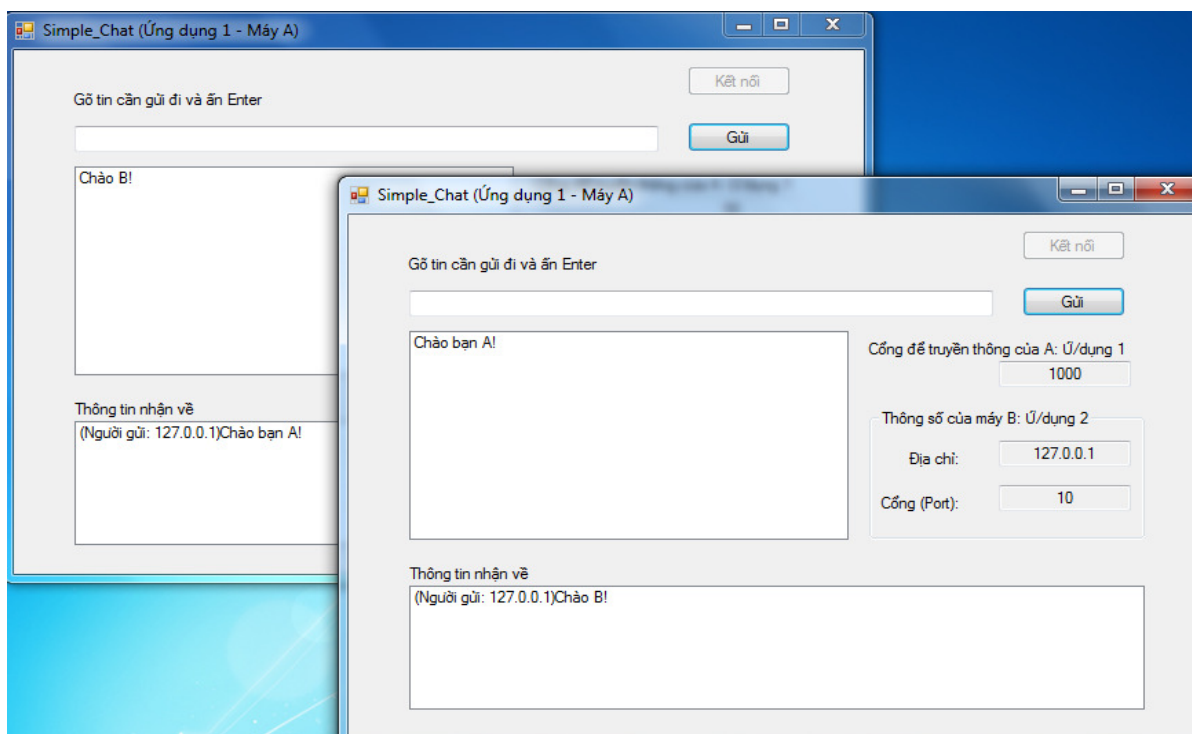 Simple_Chat (Ứng dụng 1 - Máy A)
Kết nối
Gõ tin cần gửi đi và ấn Enter
Gửi
Chào B!
Thông tin nhận về
(Người gửi: 127.0.0.1)Chào bạn A!
Simple_Chat (Ứng dụng 1 - Máy A)
Kết nối
Gõ tin cần gửi đi và ấn Enter
Gửi
Chào bạn A!
Cổng để truyền thông của A: Ứ/dụng 1
1000
Thông số của máy B: Ứ/dụng 2
Địa chỉ: 127.0.0.1
Cổng (Port): 10
Thông tin nhận về
(Người gửi: 127.0.0.1)Chào B!